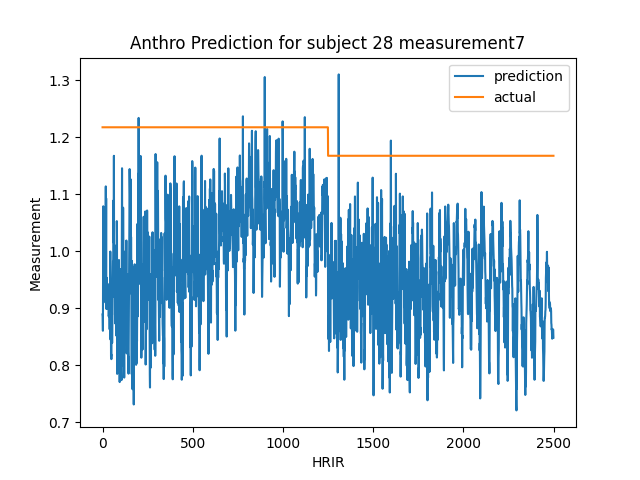 Anthro Prediction for subject 28 measurement7
prediction
actual
1.3
1.2
1.1
1.0
0.9
0.8
0.7
Measurement
0
500
1000
1500
2000
2500
HRIR